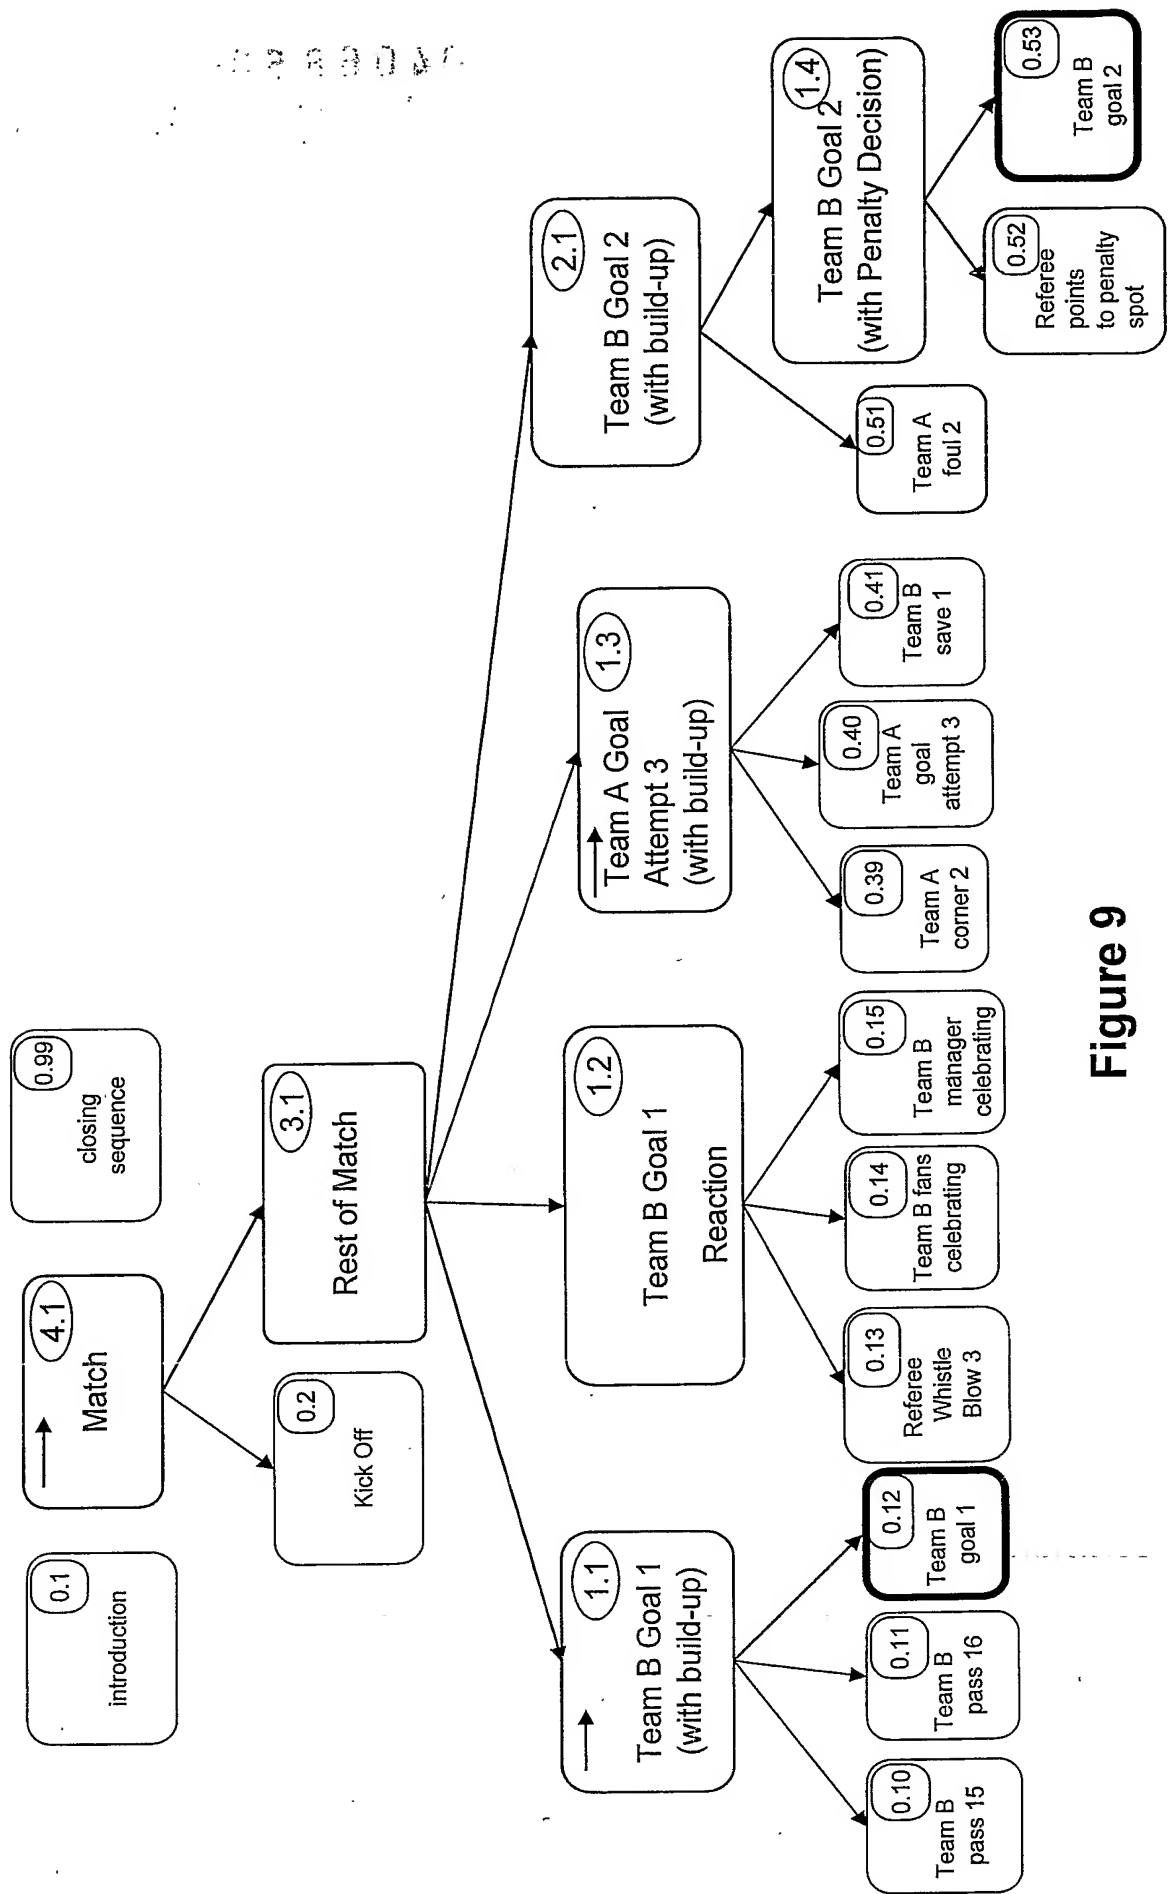 0.1
introduction
4.1
Match
0.99
closing
sequence
0.2
Kick Off
3.1
Rest of Match
1.1
Team B Goal 1
(with build-up)
1.2
Team B Goal 1
Reaction
1.3
Team A Goal
Attempt 3
(with build-up)
2.1
Team B Goal 2
(with build-up)
0.10
Team B
pass 15
0.11
Team B
pass 16
0.12
Team B
goal 1
0.13
Referee
Whistle
Blow 3
0.14
Team B fans
celebrating
0.15
Team B
manager
celebrating
0.39
Team A
corner 2
0.40
Team A
goal
attempt 3
0.41
Team B
save 1
0.51
Team A
foul 2
1.4
Team B Goal 2
(with Penalty Decision)
0.52
Referee
points
to penalty
spot
0.53
Team B
goal 2
Figure 9